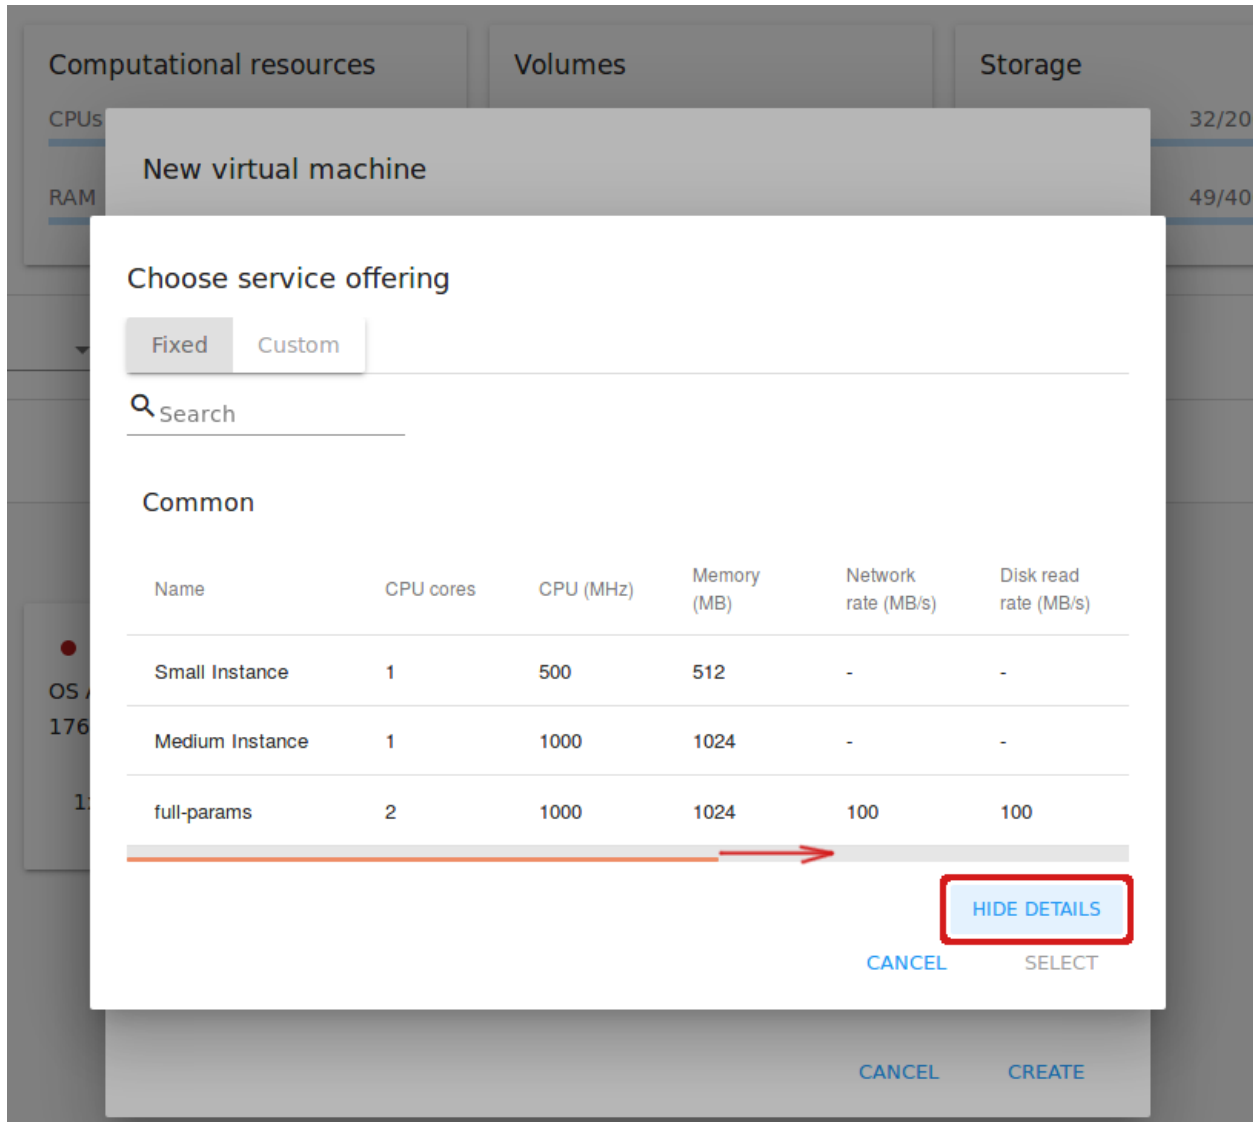 Computational resources
Volumes
Storage
CPUs
32/20
New virtual machine
RAM
49/40
Choose service offering
Fixed Custom
Search
Common
Name CPU cores CPU (MHz) Memory (MB) Network rate (MB/s) Disk read rate (MB/s)
Small Instance 1 500 512 - -
OS
Medium Instance 1 1000 1024 - -
176
full-params 2 1000 1024 100 100
HIDE DETAILS
CANCEL SELECT
CANCEL CREATE